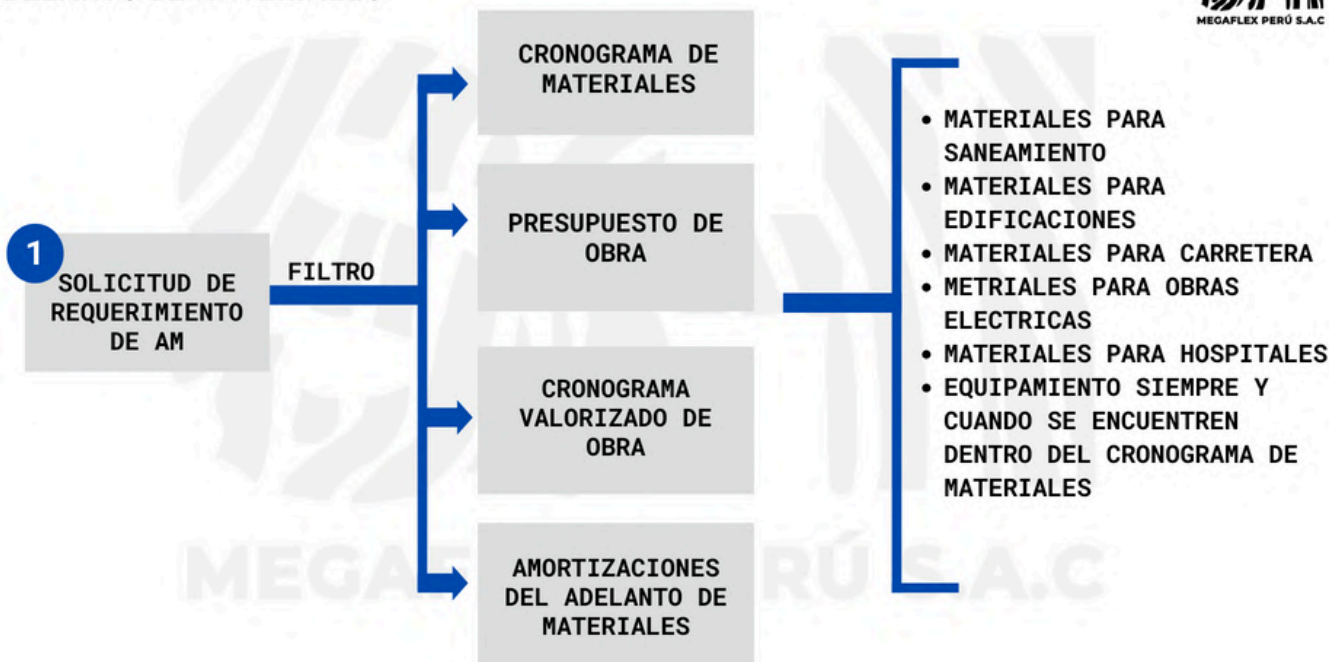 MEGAFLEX PERÚ S.A.C
CRONOGRAMA DE
MATERIALES
PRESUPUESTO DE
OBRA
CRONOGRAMA
VALORIZADO DE
OBRA
AMORTIZACIONES
DEL ADELANTO DE
MATERIALES
1
SOLICITUD DE
REQUERIMIENTO
DE AM
FILTRO
• MATERIALES PARA
SANEAMIENTO
• MATERIALES PARA
EDIFICACIONES
• MATERIALES PARA CARRETERA
• METRIALES PARA OBRAS
ELECTRICAS
• MATERIALES PARA HOSPITALES
• EQUIPAMIENTO SIEMPRE Y
CUANDO SE ENCUENTREN
DENTRO DEL CRONOGRAMA DE
MATERIALES
MEGA RÚ S.A.C